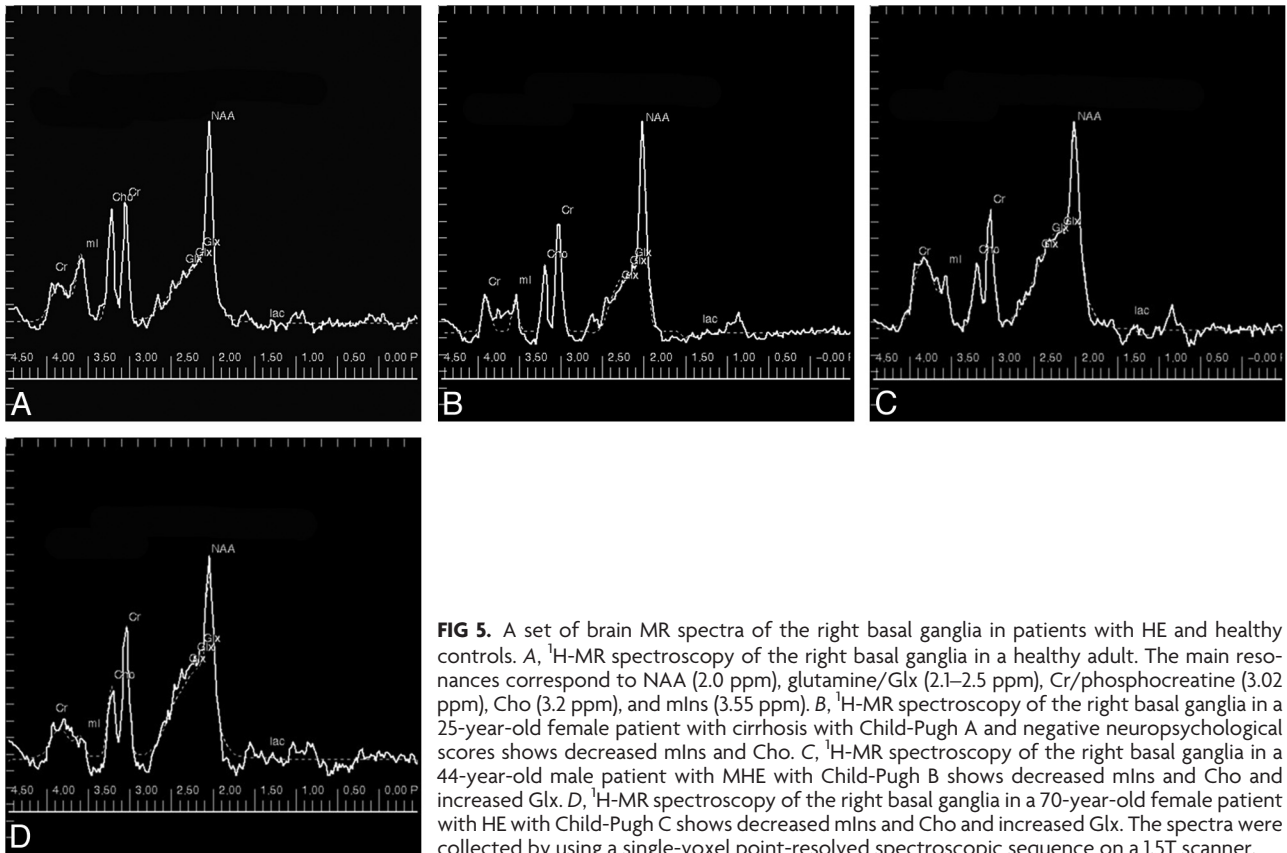 NAA
Cho Cr
mI
Cr
Glx
Glx
Glx
lac
4.50 4.00 3.50 3.00 2.50 2.00 1.50 1.00 0.50 0.00 P
A
NAA
Cr
Cho
Cr
mI
Glx
Glx
Glx
lac
4.50 4.00 3.50 3.00 2.50 2.00 1.50 1.00 0.50 -0.00
B
NAA
Cr
Cho
Cr
mI
Glx
Glx
Glx
lac
4.50 4.00 3.50 3.00 2.50 2.00 1.50 1.00 0.50 -0.00
C
NAA
Cr
Cho
Cr
mI
Glx
Glx
Glx
lac
4.50 4.00 3.50 3.00 2.50 2.00 1.50 1.00 0.50 0.00 P
D
FIG 5. A set of brain MR spectra of the right basal ganglia in patients with HE and healthy
controls. A, ¹H-MR spectroscopy of the right basal ganglia in a healthy adult. The main reso-
nances correspond to NAA (2.0 ppm), glutamine/Glx (2.1–2.5 ppm), Cr/phosphocreatine (3.02
ppm), Cho (3.2 ppm), and mIns (3.55 ppm). B, ¹H-MR spectroscopy of the right basal ganglia in a
25-year-old female patient with cirrhosis with Child-Pugh A and negative neuropsychological
scores shows decreased mIns and Cho. C, ¹H-MR spectroscopy of the right basal ganglia in a
44-year-old male patient with MHE with Child-Pugh B shows decreased mIns and Cho and
increased Glx. D, ¹H-MR spectroscopy of the right basal ganglia in a 70-year-old female patient
with HE with Child-Pugh C shows decreased mIns and Cho and increased Glx. The spectra were
collected by using a single-voxel point-resolved spectroscopic sequence on a 1.5T scanner.